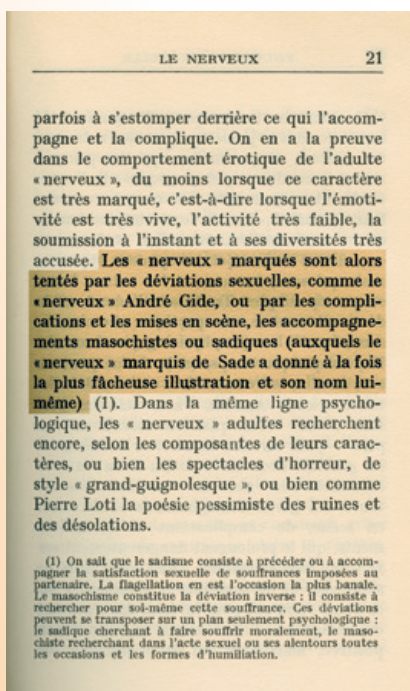 LE NERVEUX 21
parfois à s'estomper derrière ce qui l'accom-
pagne et la complique. On en a la preuve
dans le comportement érotique de l'adulte
« nerveux », du moins lorsque ce caractère
est très marqué, c'est-à-dire lorsque l'émoti-
vité est très vive, l'activité très faible, la
soumission à l'instant et à ses diversités très
accusée. Les « nerveux » marqués sont alors
tentés par les déviations sexuelles, comme le
« nerveux » André Gide, ou par les compli-
cations et les mises en scène, les accompagne-
ments masochistes ou sadiques (auxquels le
« nerveux » marquis de Sade a donné à la fois
la plus fâcheuse illustration et son nom lui-
même) (1). Dans la même ligne psycho-
logique, les « nerveux » adultes recherchent
encore, selon les composantes de leurs carac-
tères, ou bien les spectacles d'horreur, de
style « grand-guignolesque », ou bien comme
Pierre Loti la poésie pessimiste des ruines et
des désolations.
(1) On sait que le sadisme consiste à précéder ou à accom-
pagner la satisfaction sexuelle de souffrances imposées au
partenaire. La flagellation en est l'occasion la plus banale.
Le masochisme constitue la déviation inverse : il consiste à
rechercher pour soi-même cette souffrance. Ces déviations
peuvent se transposer sur un plan seulement psychologique :
le sadique cherchant à faire souffrir moralement, le maso-
chiste recherchant dans l'acte sexuel ou ses alentours toutes
les occasions et les formes d'humiliation.